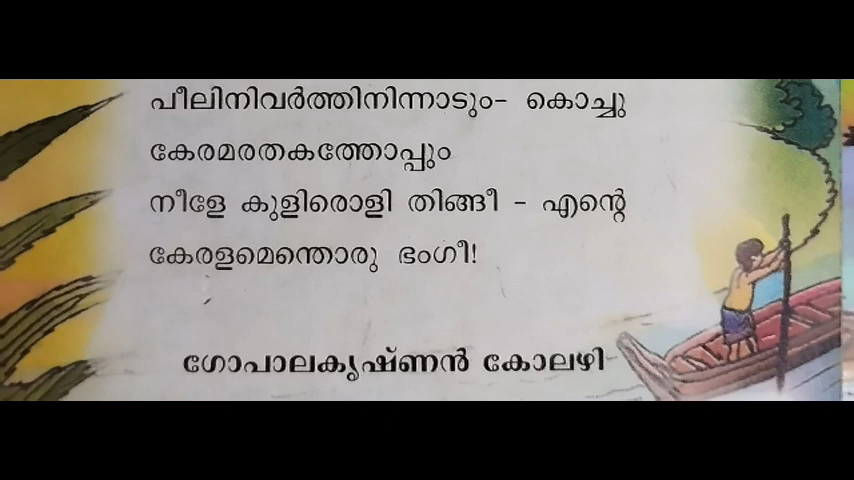 പീലിനിവർത്തിനിന്നാടും- കൊച്ചു
കേരമരതകത്തോപ്പും
നീളേ കുളിരൊളി തിങ്ങീ - എന്റെ
കേരളമെന്തൊരു ഭംഗീ!
ഗോപാലകൃഷ്ണൻ കോലഴി